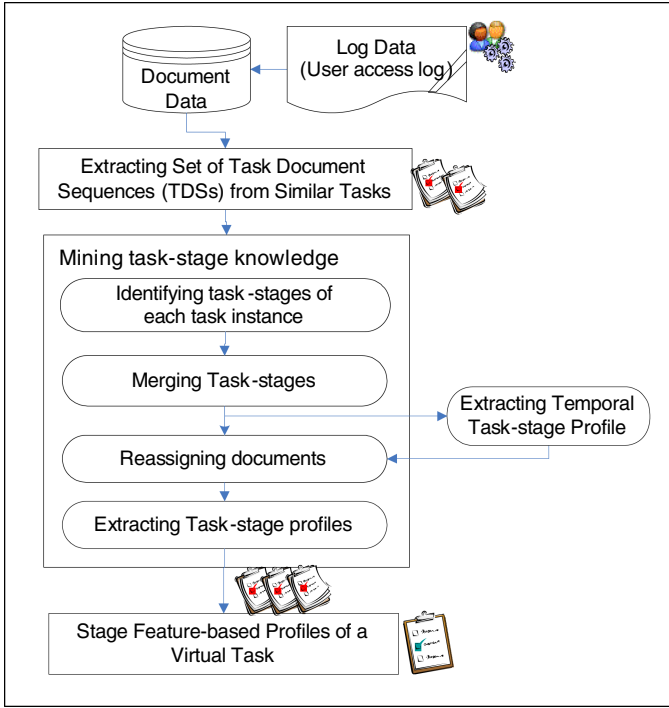 Document
Data
Log Data
(User access log)
Extracting Set of Task Document
Sequences (TDSs) from Similar Tasks
Mining task-stage knowledge
Identifying task-stages of
each task instance
Merging Task-stages
Extracting Temporal
Task-stage Profile
Reassigning documents
Extracting Task-stage profiles
Stage Feature-based Profiles of a
Virtual Task